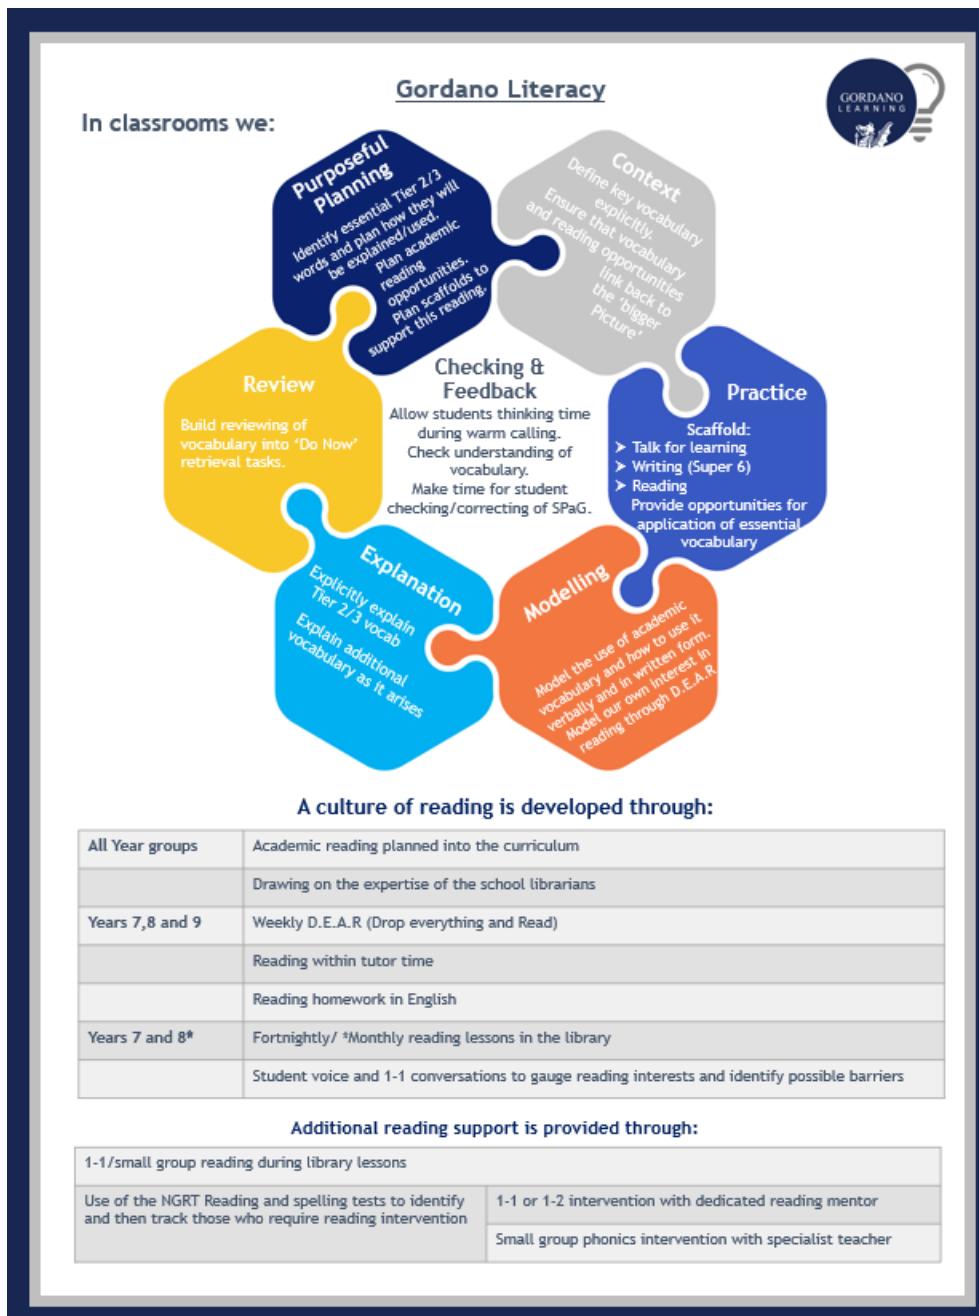 Gordano Literacy
GORDANO
LEARNING
In classrooms we:
Purposeful
Planning
Identify essential Tier 2/3
words and plan how they will
be explained/used.
Plan academic
reading
opportunities.
Plan scaffolds to
support this reading.
Context
Define key vocabulary
explicitly.
Ensure that vocabulary
and reading opportunities
link back to
the ‘bigger
Picture’
Review
Build reviewing of
vocabulary into ‘Do Now’
retrieval tasks.
Checking &
Feedback
Allow students thinking time
during warm calling.
Check understanding of
vocabulary.
Make time for student
checking/correcting of SPaG.
Practice
Scaffold:
➤ Talk for learning
➤ Writing (Super 6)
➤ Reading
Provide opportunities for
application of essential
vocabulary
Explanation
Explicitly explain
Tier 2/3 vocab
Explain additional
vocabulary as it arises
Modelling
Model the use of academic
vocabulary and how to use it
verbally and in written form.
Model our own interest in
reading through D.E.A.R
A culture of reading is developed through:
All Year groups Academic reading planned into the curriculum
Drawing on the expertise of the school librarians
Years 7,8 and 9 Weekly D.E.A.R (Drop everything and Read)
Reading within tutor time
Reading homework in English
Years 7 and 8* Fortnightly/ *Monthly reading lessons in the library
Student voice and 1-1 conversations to gauge reading interests and identify possible barriers
Additional reading support is provided through:
1-1/small group reading during library lessons
Use of the NGRT Reading and spelling tests to identify
and then track those who require reading intervention
1-1 or 1-2 intervention with dedicated reading mentor
Small group phonics intervention with specialist teacher